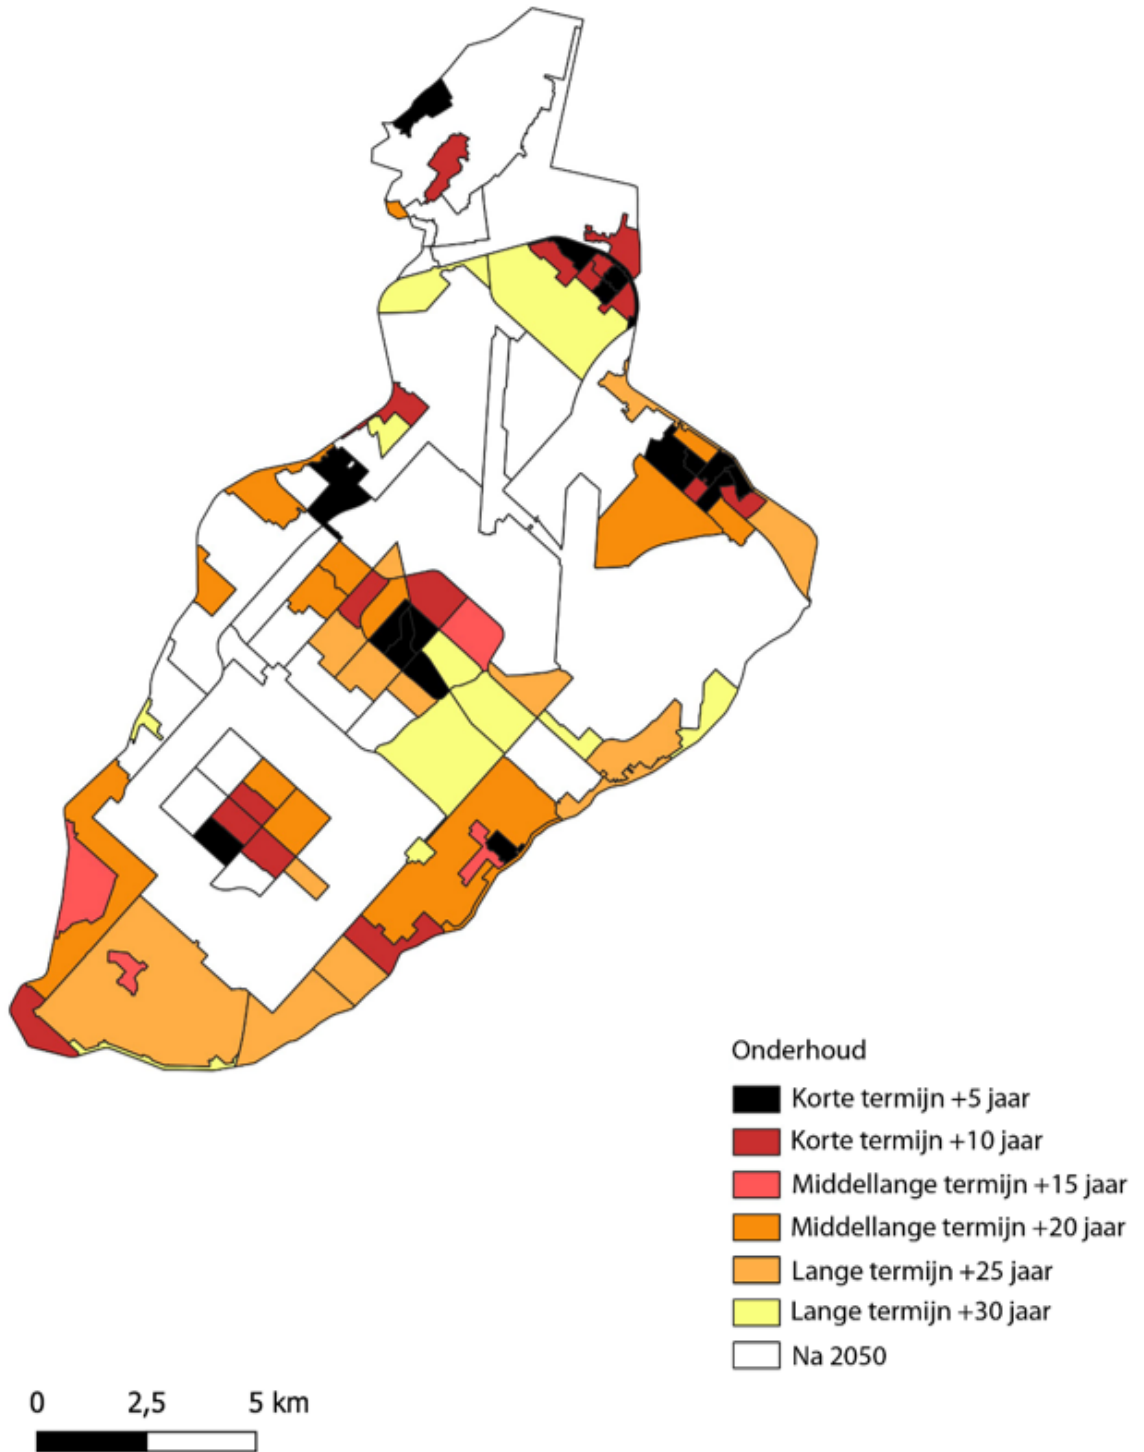 Onderhoud
Korte termijn +5 jaar
Korte termijn +10 jaar
Middellange termijn +15 jaar
Middellange termijn +20 jaar
Lange termijn +25 jaar
Lange termijn +30 jaar
Na 2050
0 2,5 5 km